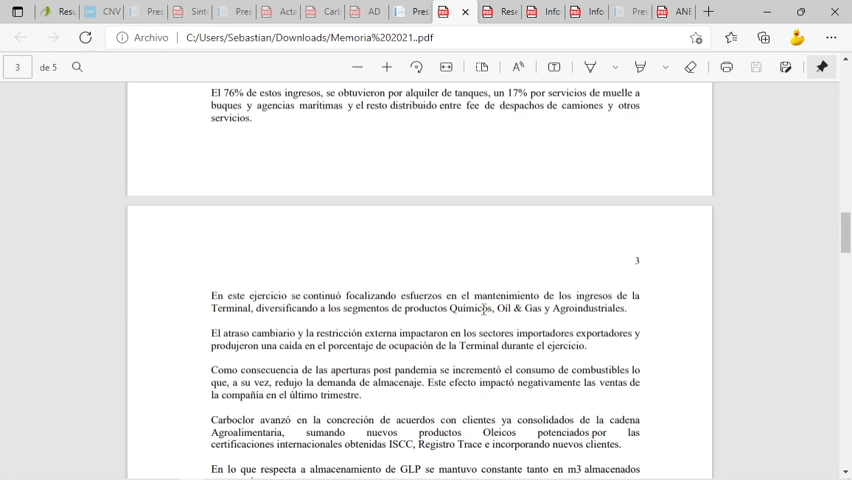 Resu
CNV
Pres
Sínt
Pres
Acta
Carb
AD
Pres
Rese
Info
Info
Pres
ANE
Archivo
C:/Users/Sebastian/Downloads/Memoria%202021..pdf
3
de 5
El 76% de estos ingresos, se obtuvieron por alquiler de tanques, un 17% por servicios de muelle a
buques y agencias marítimas y el resto distribuido entre fee de despachos de camiones y otros
servicios.
3
En este ejercicio se continuó focalizando esfuerzos en el mantenimiento de los ingresos de la
Terminal, diversificando a los segmentos de productos Químicos, Oíl & Gas y Agroindustriales.
El atraso cambiario y la restricción externa impactaron en los sectores importadores exportadores y
produjeron una caída en el porcentaje de ocupación de la Terminal durante el ejercicio.
Como consecuencia de las aperturas post pandemia se incrementó el consumo de combustibles lo
que, a su vez, redujo la demanda de almacenaje. Este efecto impactó negativamente las ventas de
la compañía en el último trimestre.
Carboclor avanzó en la concreción de acuerdos con clientes ya consolidados de la cadena
Agroalimentaria, sumando nuevos productos Oleicos potenciados por las
certificaciones internacionales obtenidas ISCC, Registro Trace e incorporando nuevos clientes.
En lo que respecta a almacenamiento de GLP se mantuvo constante tanto en m3 almacenados